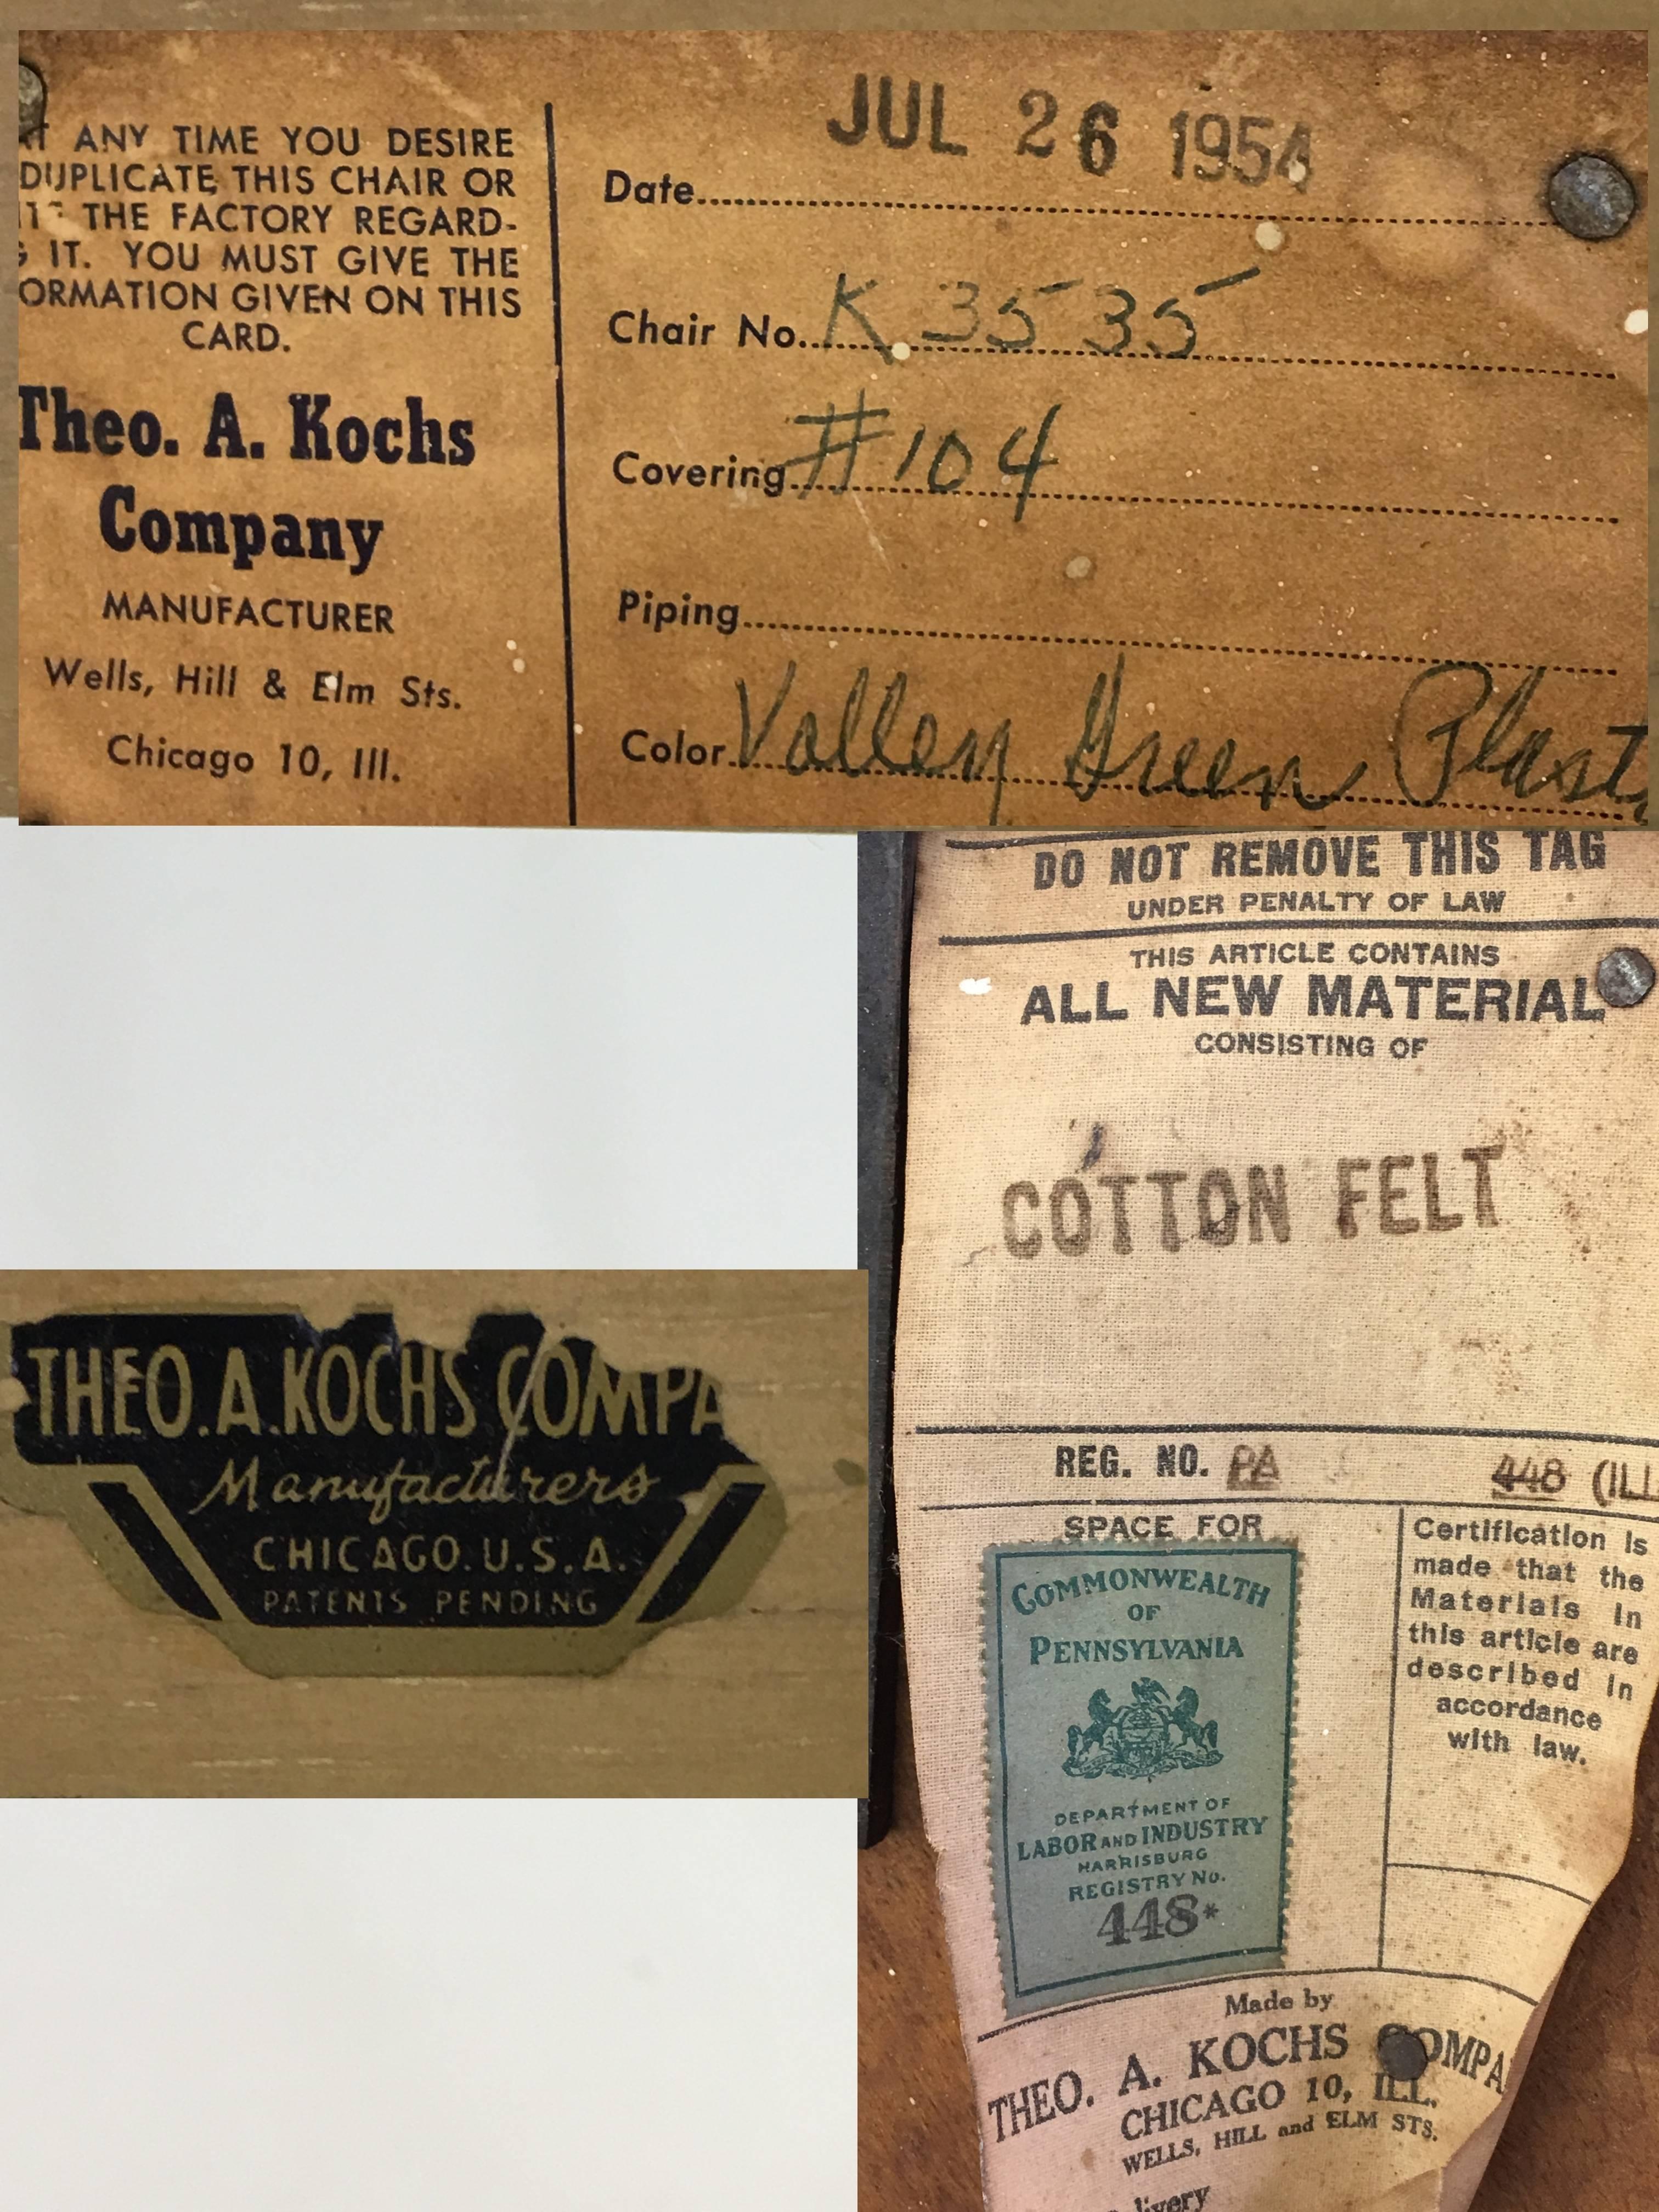 ANY TIME YOU DESIRE
DUPLICATE THIS CHAIR OR
THE FACTORY REGARD-
IT. YOU MUST GIVE THE
ORMATION GIVEN ON THIS
CARD.
Theo. A. Kochs
Company
MANUFACTURER
Wells, Hill & Elm Sts.
Chicago 10, Ill.
Date JUL 26 1954
Chair No. K 3535
Covering #104
Piping
Color Valley Green Plast
DO NOT REMOVE THIS TAG
UNDER PENALTY OF LAW
THIS ARTICLE CONTAINS
ALL NEW MATERIAL
CONSISTING OF
COTTON FELT
REG. NO. PA 448 (ILL
SPACE FOR
COMMONWEALTH
OF
PENNSYLVANIA
DEPARTMENT OF
LABOR AND INDUSTRY
HARRISBURG
REGISTRY No.
448*
Certification is
made that the
Materials in
this article are
described in
accordance
with law.
Made by
THEO. A. KOCHS COMPA
CHICAGO 10, ILL.
WELLS, HILL and ELM STS.
livery
THEO. A. KOCHS COMPA
Manufacturers
CHICAGO. U.S.A.
PATENTS PENDING